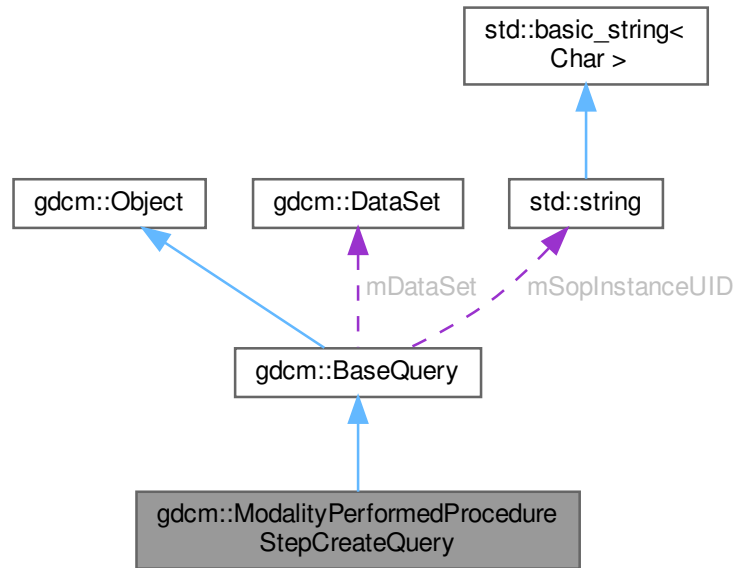 std::basic_string<
Char >
gdcm::Object
gdcm::DataSet
std::string
mDataSet
mSopInstanceUID
gdcm::BaseQuery
gdcm::ModalityPerformedProcedure
StepCreateQuery